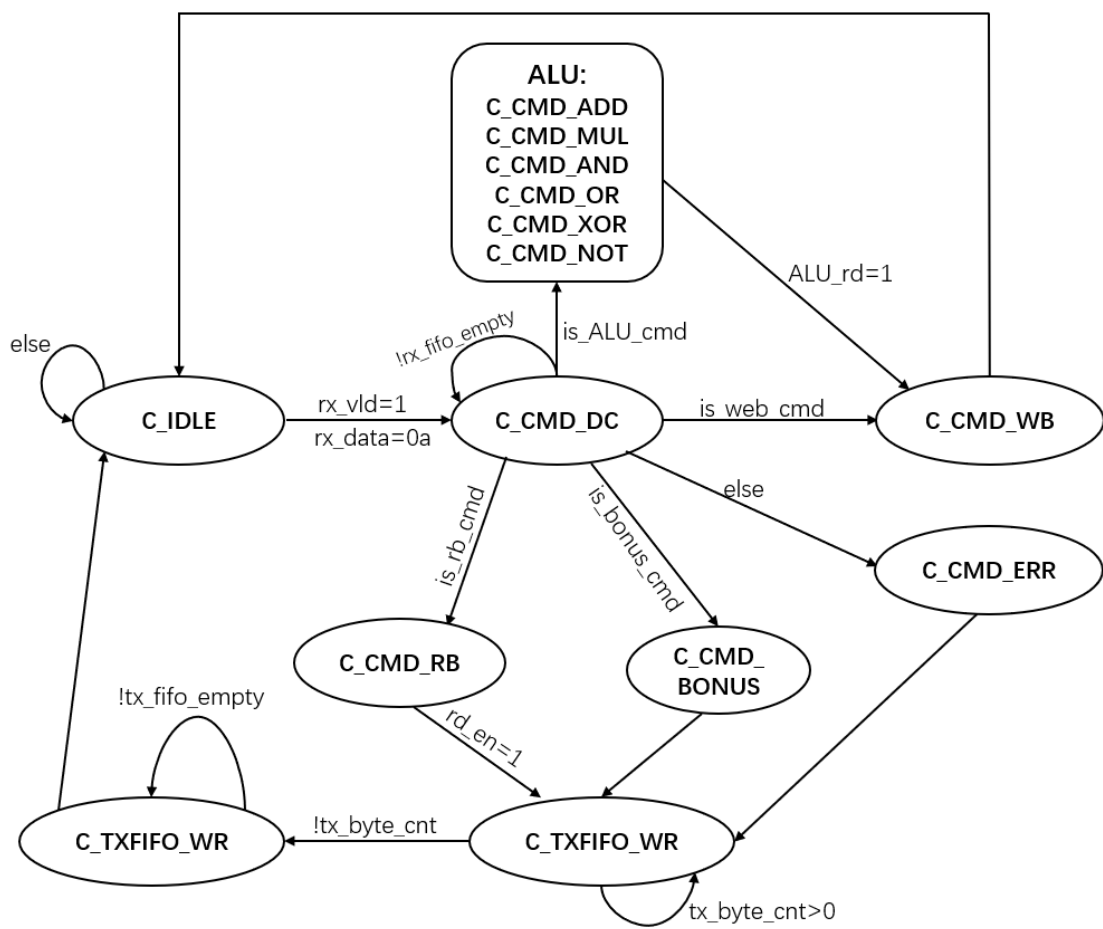 ALU:
C_CMD_ADD
C_CMD_MUL
C_CMD_AND
C_CMD_OR
C_CMD_XOR
C_CMD_NOT
ALU_rd=1
else
!rx_fifo_empty
is_ALU_cmd
C_IDLE
rx_vld=1
rx_data=0a
C_CMD_DC
is_web_cmd
C_CMD_WB
is_rb_cmd
is_bonus_cmd
else
C_CMD_ERR
C_CMD_RB
C_CMD_
BONUS
!tx_fifo_empty
rd_en=1
C_TXFIFO_WR
!tx_byte_cnt
C_TXFIFO_WR
tx_byte_cnt>0